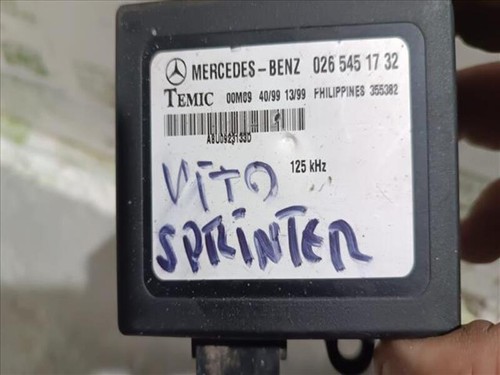 MERCEDES-BENZ 026 545 17 32
TEMIC 00M09 40/99 13/99 PHILIPPINES 355382
125 kHz
VITO
SPRINTER